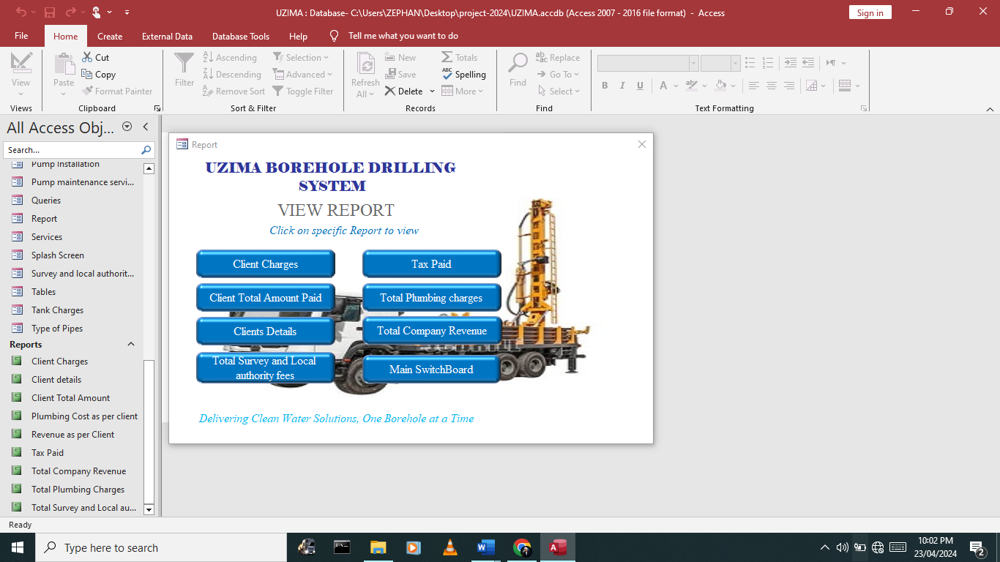 UZIMA : Database- C:\Users\ZEPHAN\Desktop\project-2024\UZIMA.accdb (Access 2007 - 2016 file format) - Access
Sign in
File
Home
Create
External Data
Database Tools
Help
Tell me what you want to do
View
Views
Paste
Cut
Copy
Format Painter
Clipboard
Filter
Ascending
Descending
Remove Sort
Selection
Advanced
Toggle Filter
Sort & Filter
Refresh
All
New
Save
Delete
Totals
Spelling
More
Records
Find
Replace
Go To
Select
Find
B I U
Text Formatting
All Access Obj...
Search...
Pump Installation
Pump maintenance servi...
Queries
Report
Services
Splash Screen
Survey and local authorit...
Tables
Tank Charges
Type of Pipes
Reports
Client Charges
Client details
Client Total Amount
Plumbing Cost as per client
Revenue as per Client
Tax Paid
Total Company Revenue
Total Plumbing Charges
Total Survey and Local au...
Report
UZIMA BOREHOLE DRILLING
SYSTEM
VIEW REPORT
Click on specific Report to view
Client Charges
Tax Paid
Client Total Amount Paid
Total Plumbing charges
Clients Details
Total Company Revenue
Total Survey and Local
authority fees
Main SwitchBoard
Delivering Clean Water Solutions, One Borehole at a Time
Ready
Type here to search
10:02 PM
23/04/2024
2